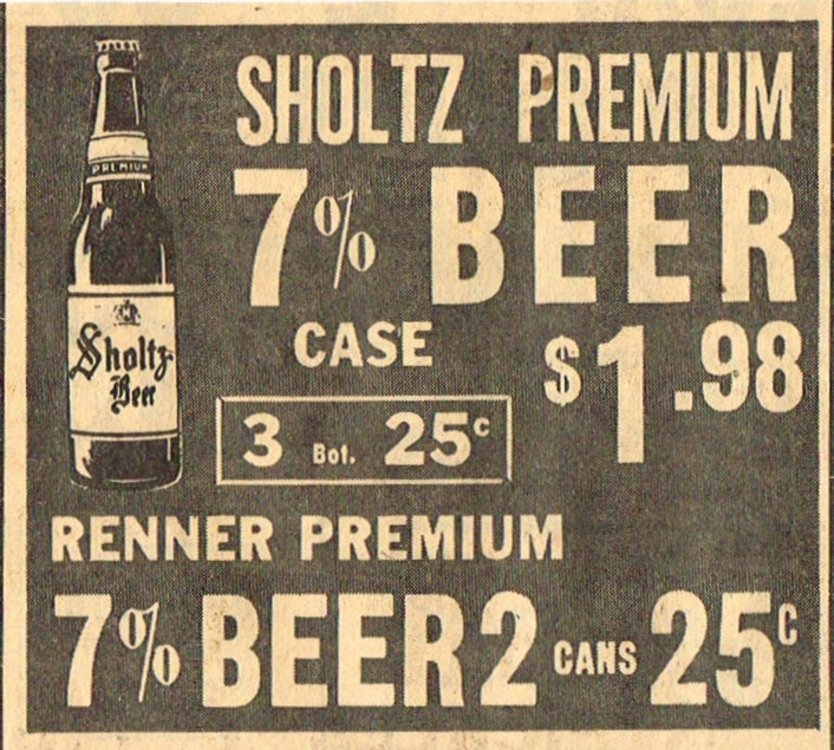 SHOLTZ PREMIUM
7% BEER
CASE $1.98
3 Bot. 25c
PREMIUM
Sholtz
Beer
RENNER PREMIUM
7% BEER 2 CANS 25c